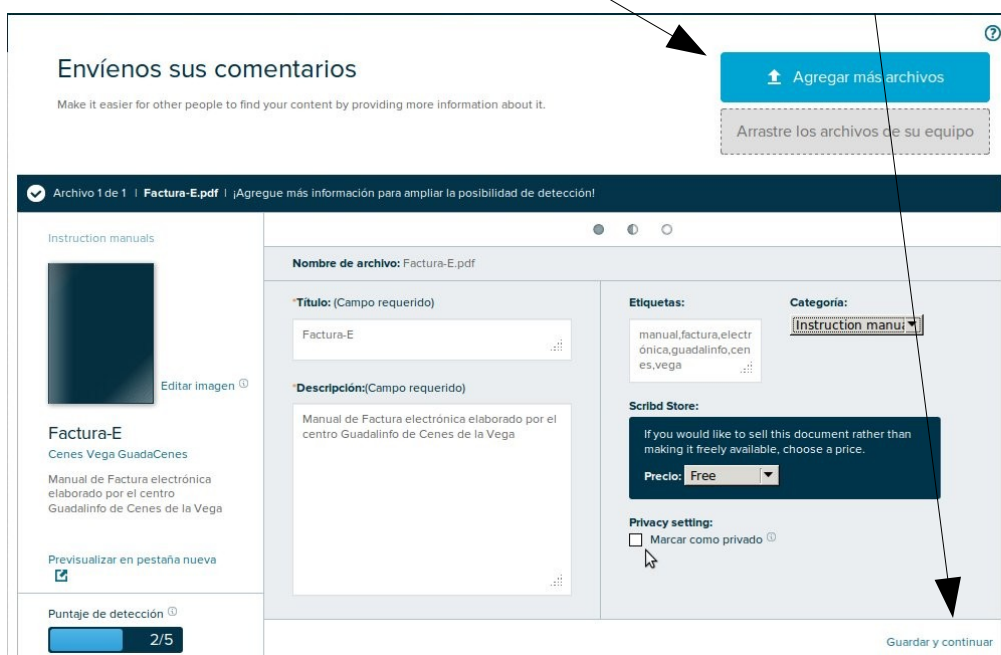 Envíenos sus comentarios
Make it easier for other people to find your content by providing more information about it.
Agregar más archivos
Arrastre los archivos de su equipo
Archivo 1 de 1 | Factura-E.pdf | ¡Agregue más información para ampliar la posibilidad de detección!
Instruction manuals
Editar imagen
Factura-E
Cenes Vega GuadaCenes
Manual de Factura electrónica
elaborado por el centro
Guadalinfo de Cenes de la Vega
Previsualizar en pestaña nueva
Puntaje de detección
2/5
Nombre de archivo: Factura-E.pdf
*Título: (Campo requerido)
Factura-E
*Descripción:(Campo requerido)
Manual de Factura electrónica elaborado por el
centro Guadalinfo de Cenes de la Vega
Etiquetas:
manual,factura,electr
ónica,guadalinfo,cen
es,vega
Categoría:
Instruction manua
Scribd Store:
If you would like to sell this document rather than
making it freely available, choose a price.
Precio: Free
Privacy setting:
Marcar como privado
Guardar y continuar